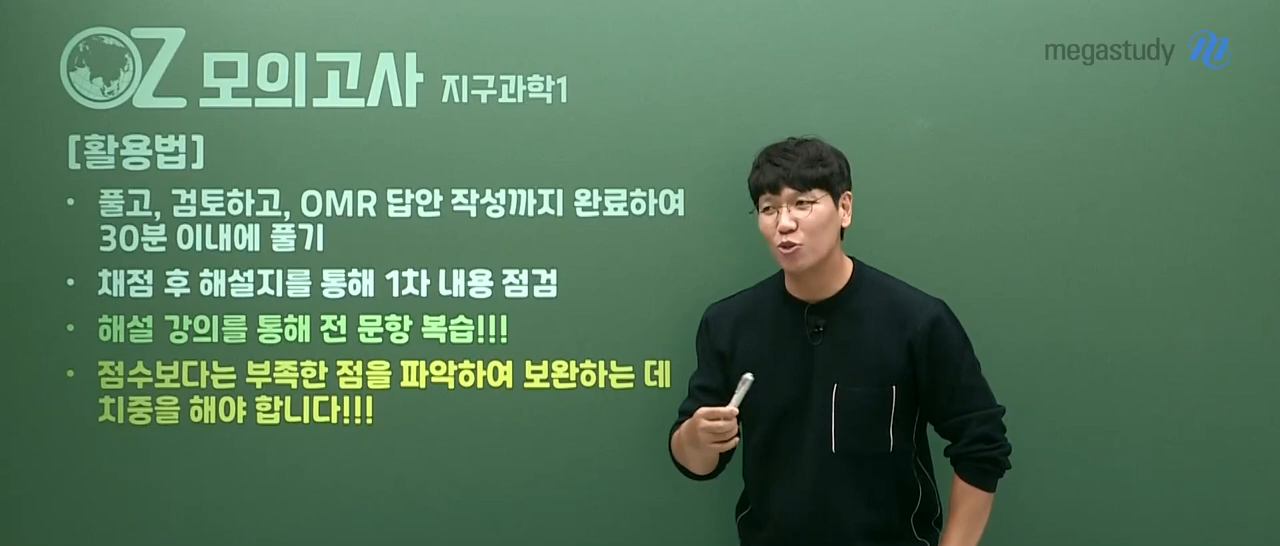 OZ 모의고사 지구과학1
megastudy
[활용법]
• 풀고, 검토하고, OMR 답안 작성까지 완료하여
30분 이내에 풀기
• 채점 후 해설지를 통해 1차 내용 점검
• 해설 강의를 통해 전 문항 복습!!!
• 점수보다는 부족한 점을 파악하여 보완하는 데
치중을 해야 합니다!!!